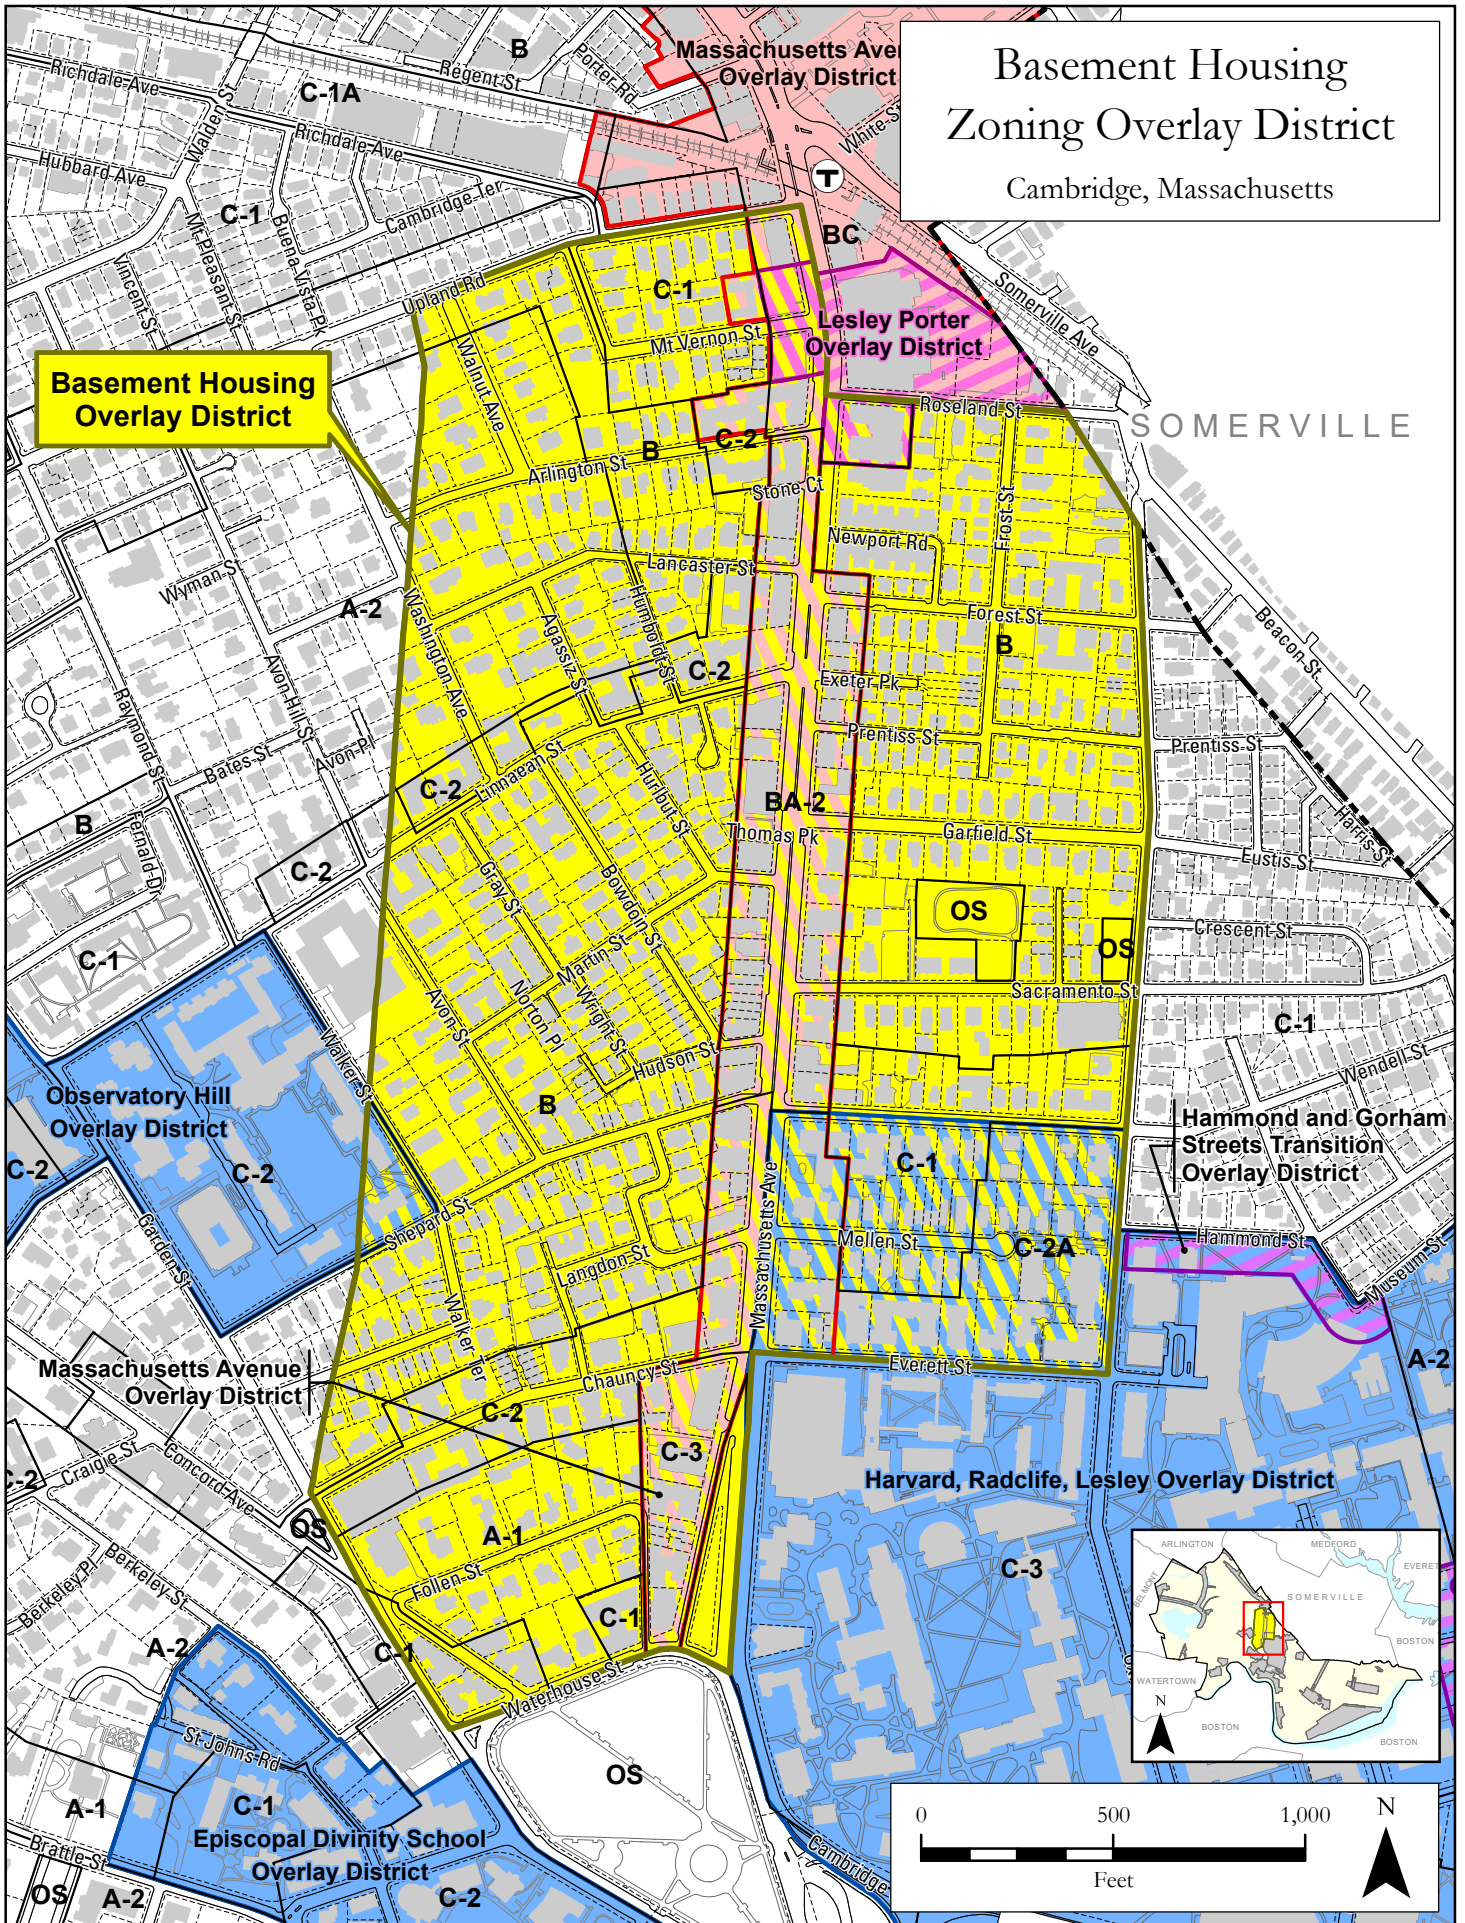 Basement Housing
Zoning Overlay District
Cambridge, Massachusetts
Massachusetts Aven
Overlay District
B
Porter Rd
Regent St
Richdale Ave
C-1A
Walden St
Richdale Ave
White St
T
Hubbard Ave
C-1
Cambridge Ter
Mt Pleasant St
Buena Vista Pk
Vincent St
BC
Upland Rd
C-1
Somerville Ave
Lesley Porter
Overlay District
Mt Vernon St
Walnut Ave
Basement Housing
Overlay District
Roseland St
SOMERVILLE
C-2
B
Arlington St
Stone Ct
Frost St
Newport Rd
Lancaster St
Wyman St
A-2
Washington Ave
Agassiz St
Humboldt St
Forest St
B
Beacon St
C-2
Exeter Pk
Avon Hill St
Raymond St
Prentiss St
Prentiss St
Bates St
Avon Pl
Linnaean St
C-2
Hurlbut St
BA-2
B
Fernald Dr
Thomas Pk
Garfield St
Harris St
Eustis St
C-2
Gray St
Bowdoin St
OS
OS
Crescent St
C-1
Martin St
Avon St
Norton Pl
Wright St
Sacramento St
C-1
Walker St
Hudson St
Wendell St
Observatory Hill
Overlay District
B
Hammond and Gorham
Streets Transition
Overlay District
C-2
C-2
C-1
Massachusetts Ave
Garden St
Shepard St
Mellen St
C-2A
Hammond St
Museum St
Langdon St
Walker Ter
Massachusetts Avenue
Overlay District
Chauncy St
Everett St
A-2
C-2
C-3
Craigie St
Concord Ave
C-2
Harvard, Radclife, Lesley Overlay District
OS
A-1
Follen St
C-3
Berkeley Pl
Berkeley St
C-1
A-2
C-1
Waterhouse St
ARLINGTON
MEDFORD
EVERET
BELMONT
SOMERVILLE
BOSTON
WATERTOWN
N
BOSTON
BOSTON
St Johns Rd
OS
A-1
C-1
Episcopal Divinity School
Overlay District
Brattle St
OS
A-2
C-2
Cambridge
0
500
1,000
Feet
N